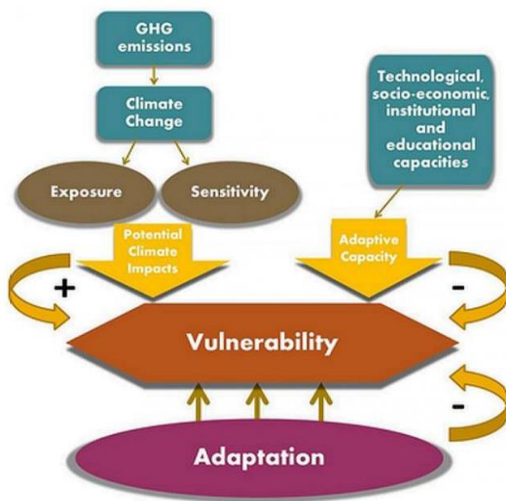 GHG
emissions
Climate
Change
Technological,
socio-economic,
institutional
and
educational
capacities
Exposure
Sensitivity
Potential
Climate
Impacts
Adaptive
Capacity
+
-
Vulnerability
-
Adaptation